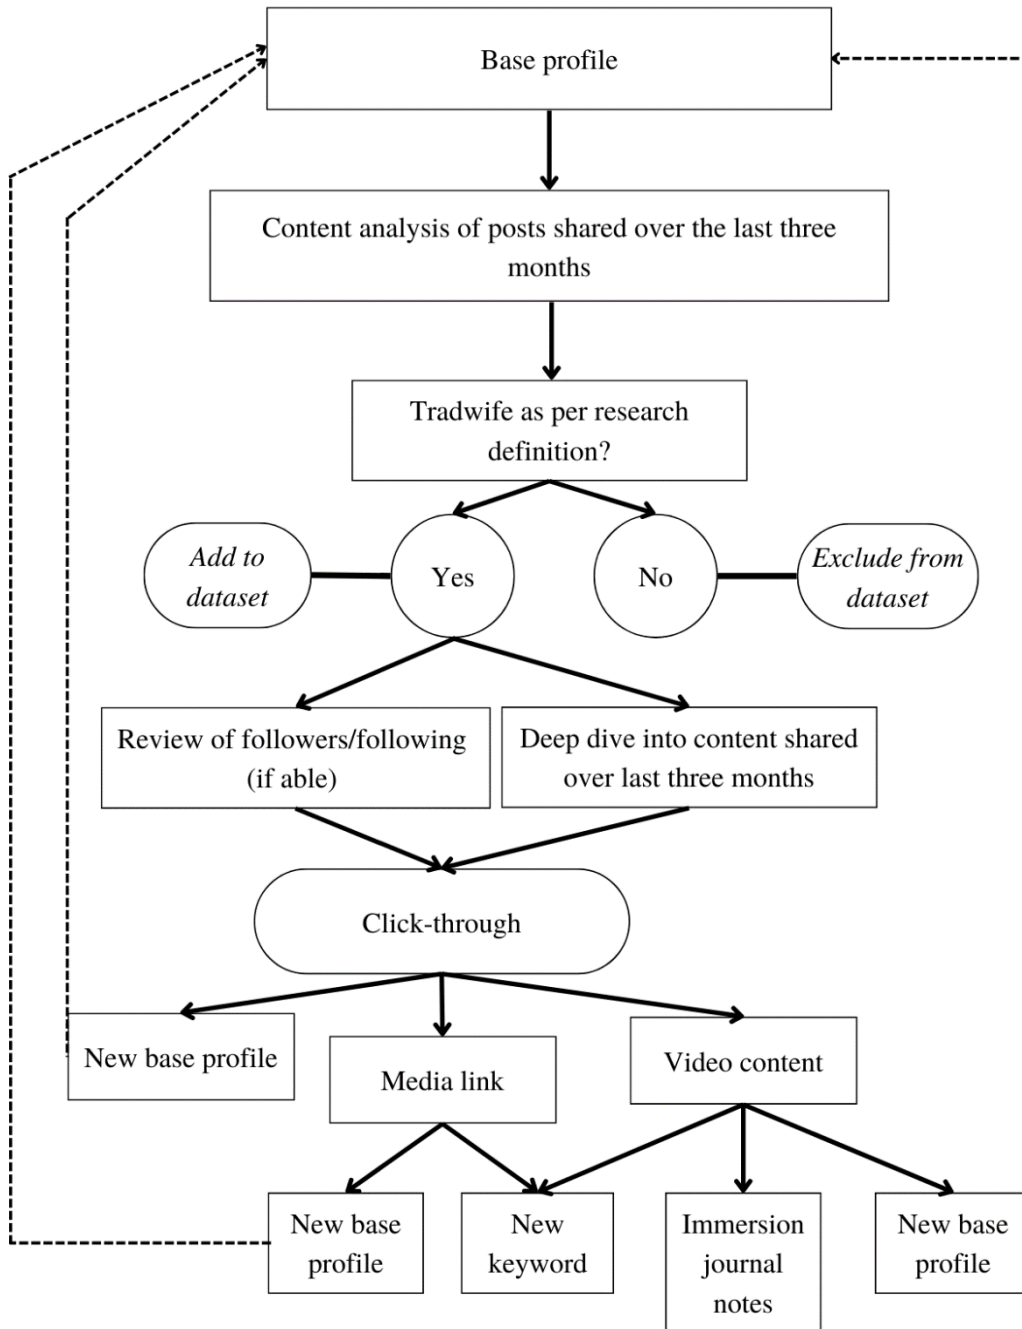 Base profile
Content analysis of posts shared over the last three
months
Tradwife as per research
definition?
Add to
dataset
Yes
No
Exclude from
dataset
Review of followers/following
(if able)
Deep dive into content shared
over last three months
Click-through
New base profile
Media link
Video content
New base
profile
New
keyword
Immersion
journal
notes
New base
profile